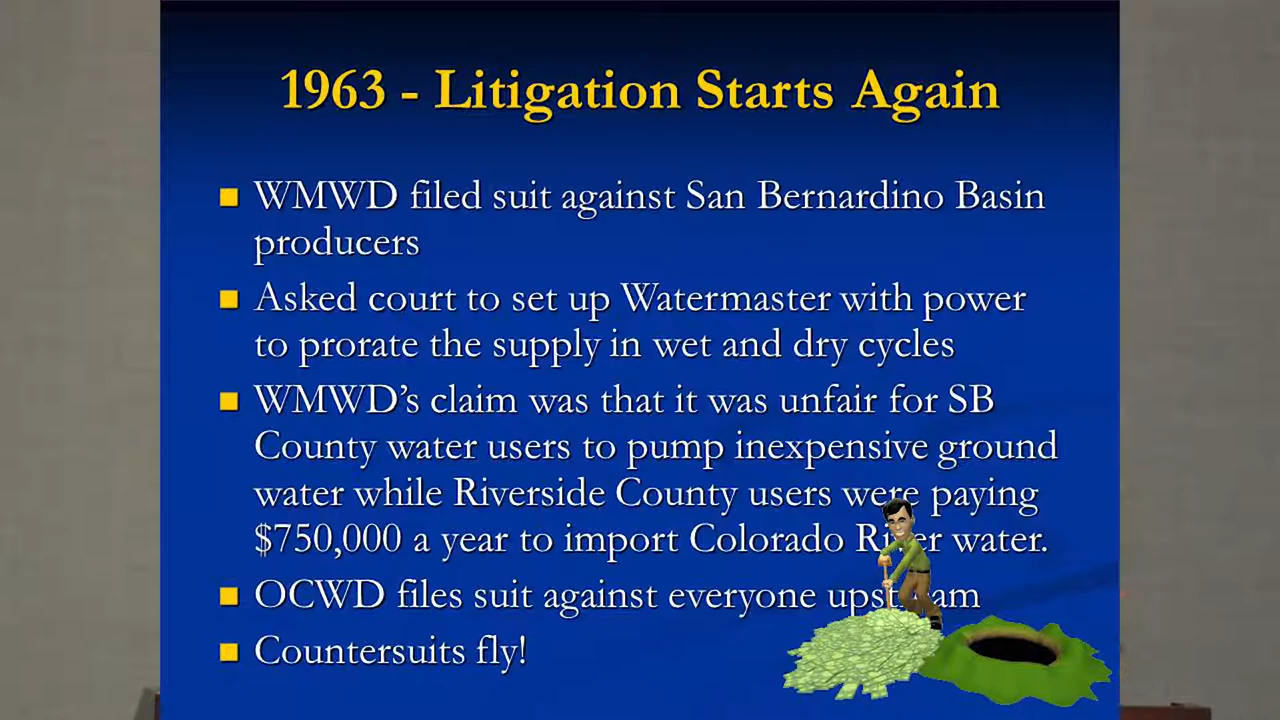 1963 - Litigation Starts Again
WMWD filed suit against San Bernardino Basin
producers
Asked court to set up Watermaster with power
to prorate the supply in wet and dry cycles
WMWD’s claim was that it was unfair for SB
County water users to pump inexpensive ground
water while Riverside County users were paying
$750,000 a year to import Colorado River water.
OCWD files suit against everyone upstream
Countersuits fly!